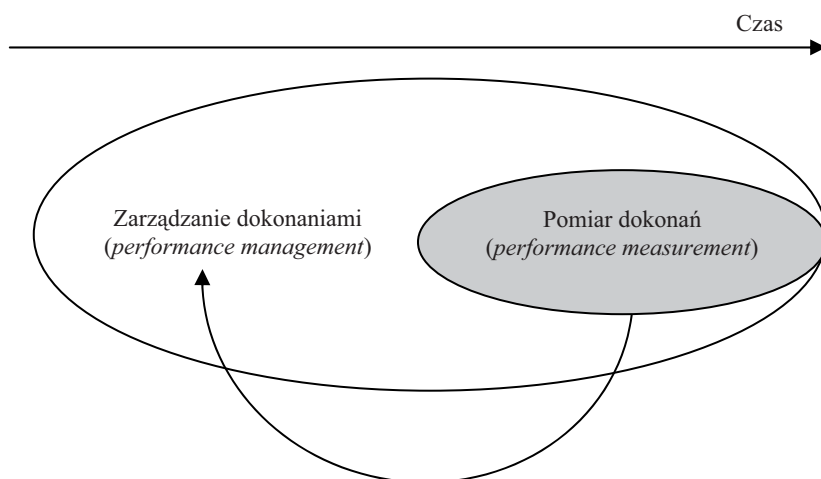 Czas
Zarządzanie dokonaniami
(performance management)
Pomiar dokonań
(performance measurement)